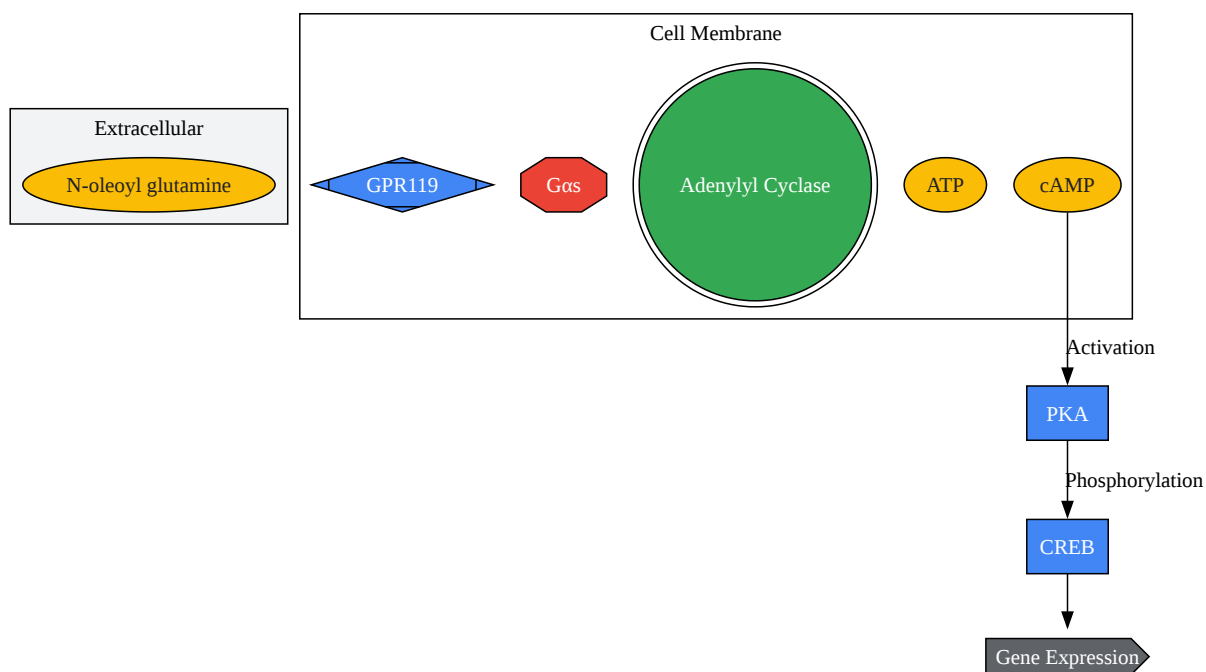 Cell Membrane
Extracellular
N-oleoyl glutamine
GPR119
Gαs
Adenylyl Cyclase
ATP
cAMP
Activation
PKA
Phosphorylation
CREB
Gene Expression